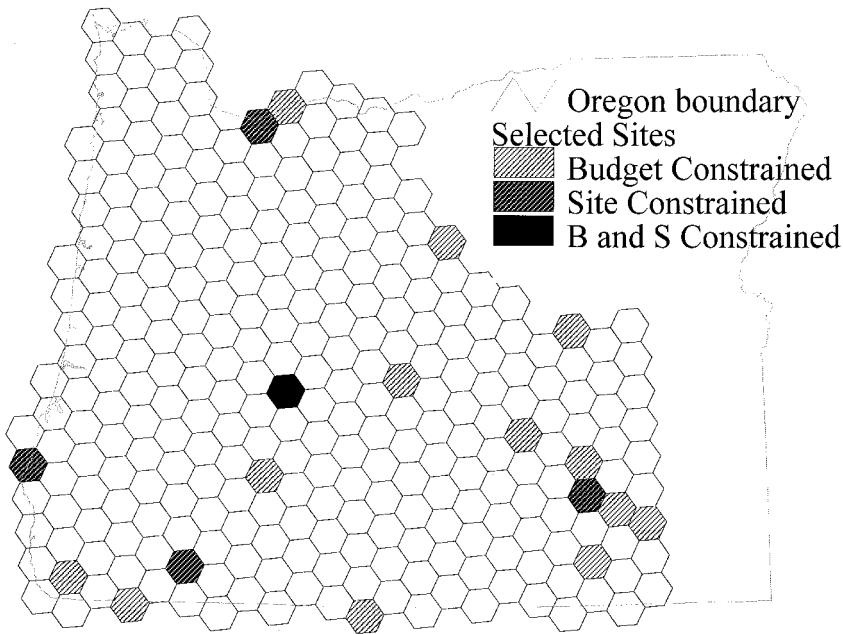 Oregon boundary
Selected Sites
Budget Constrained
Site Constrained
B and S Constrained